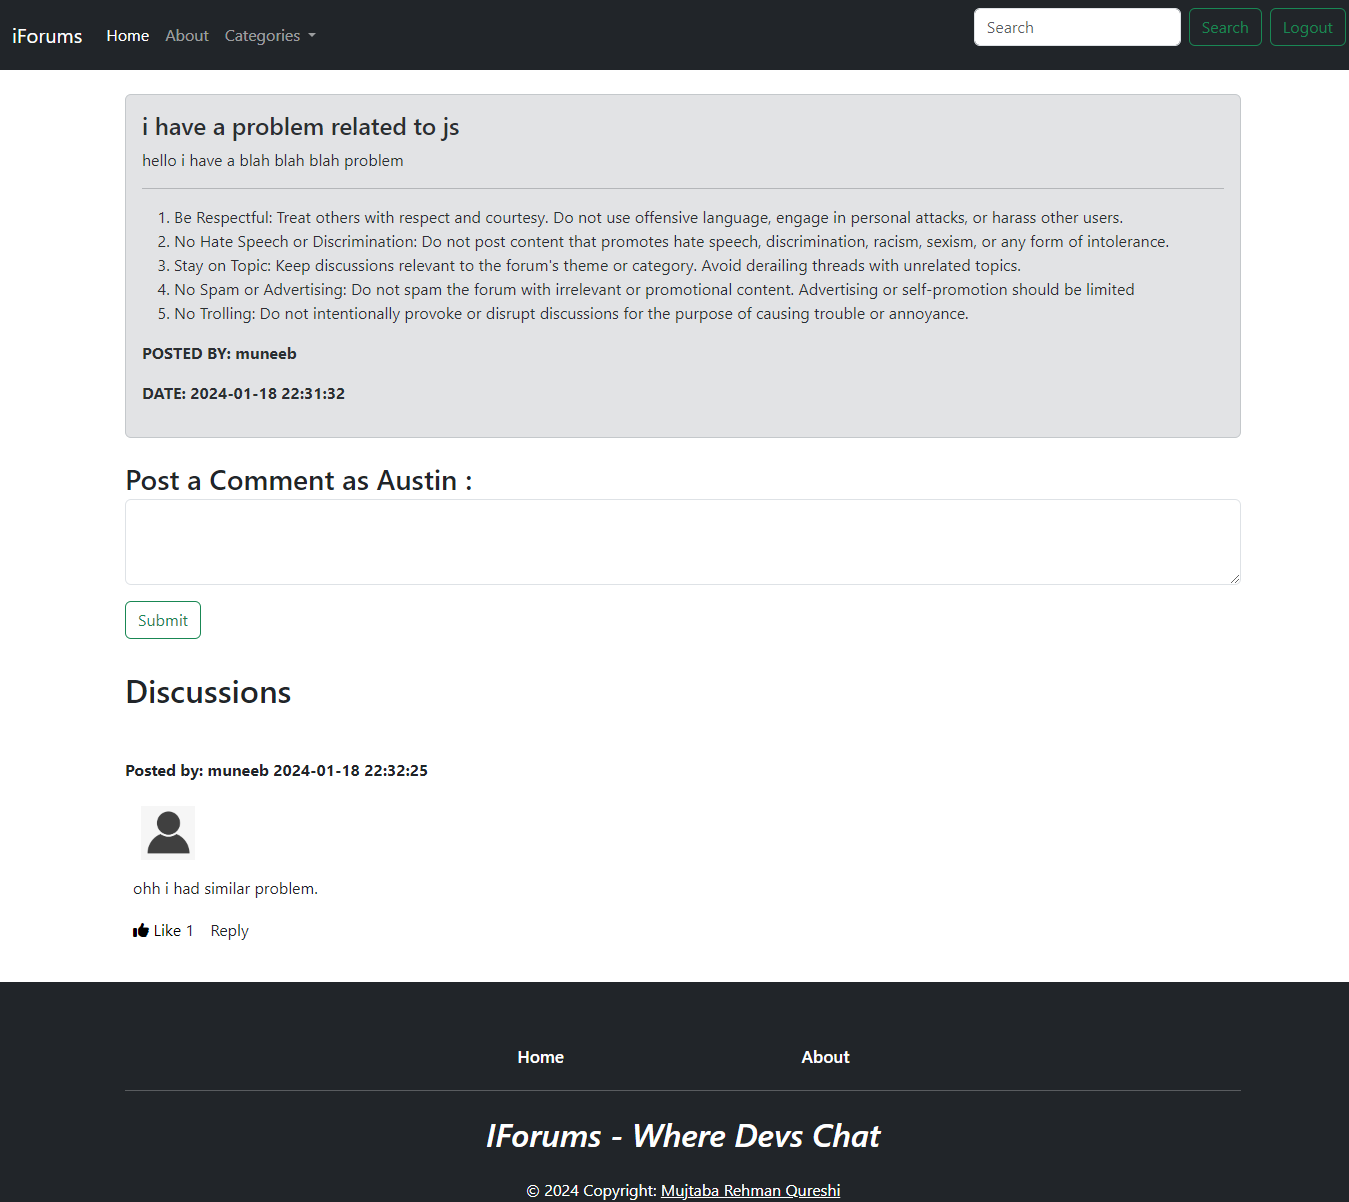 iForums Home About Categories Search Search Logout
i have a problem related to js
hello i have a blah blah blah problem
1. Be Respectful: Treat others with respect and courtesy. Do not use offensive language, engage in personal attacks, or harass other users.
2. No Hate Speech or Discrimination: Do not post content that promotes hate speech, discrimination, racism, sexism, or any form of intolerance.
3. Stay on Topic: Keep discussions relevant to the forum's theme or category. Avoid derailing threads with unrelated topics.
4. No Spam or Advertising: Do not spam the forum with irrelevant or promotional content. Advertising or self-promotion should be limited
5. No Trolling: Do not intentionally provoke or disrupt discussions for the purpose of causing trouble or annoyance.
POSTED BY: muneeb
DATE: 2024-01-18 22:31:32
Post a Comment as Austin :
Submit
Discussions
Posted by: muneeb 2024-01-18 22:32:25
ohh i had similar problem.
Like 1 Reply
Home About
IForums - Where Devs Chat
© 2024 Copyright: Mujtaba Rehman Qureshi